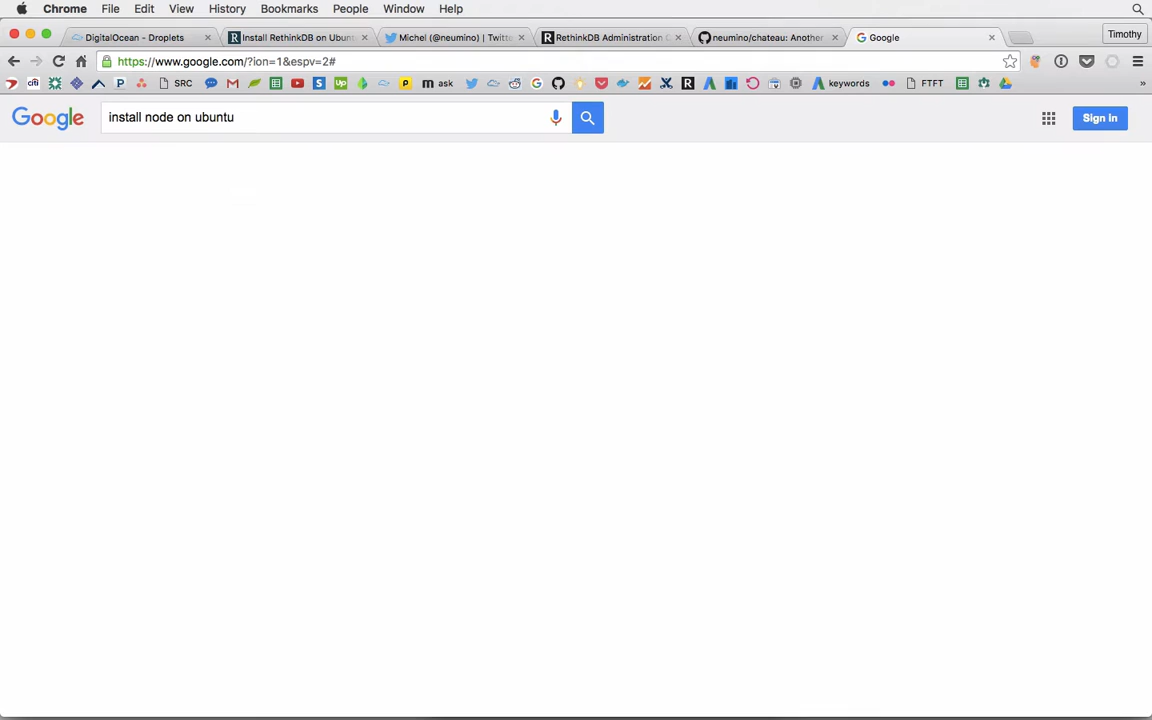 Chrome File Edit View History Bookmarks People Window Help
DigitalOcean - Droplets Install RethinkDB on Ubun Michel (@neumino) | Twitte RethinkDB Administration C neumino/chateau: Another Google Timothy
https://www.google.com/?ion=1&espv=2#
SRC m ask keywords FTFT »
Google install node on ubuntu Sign in